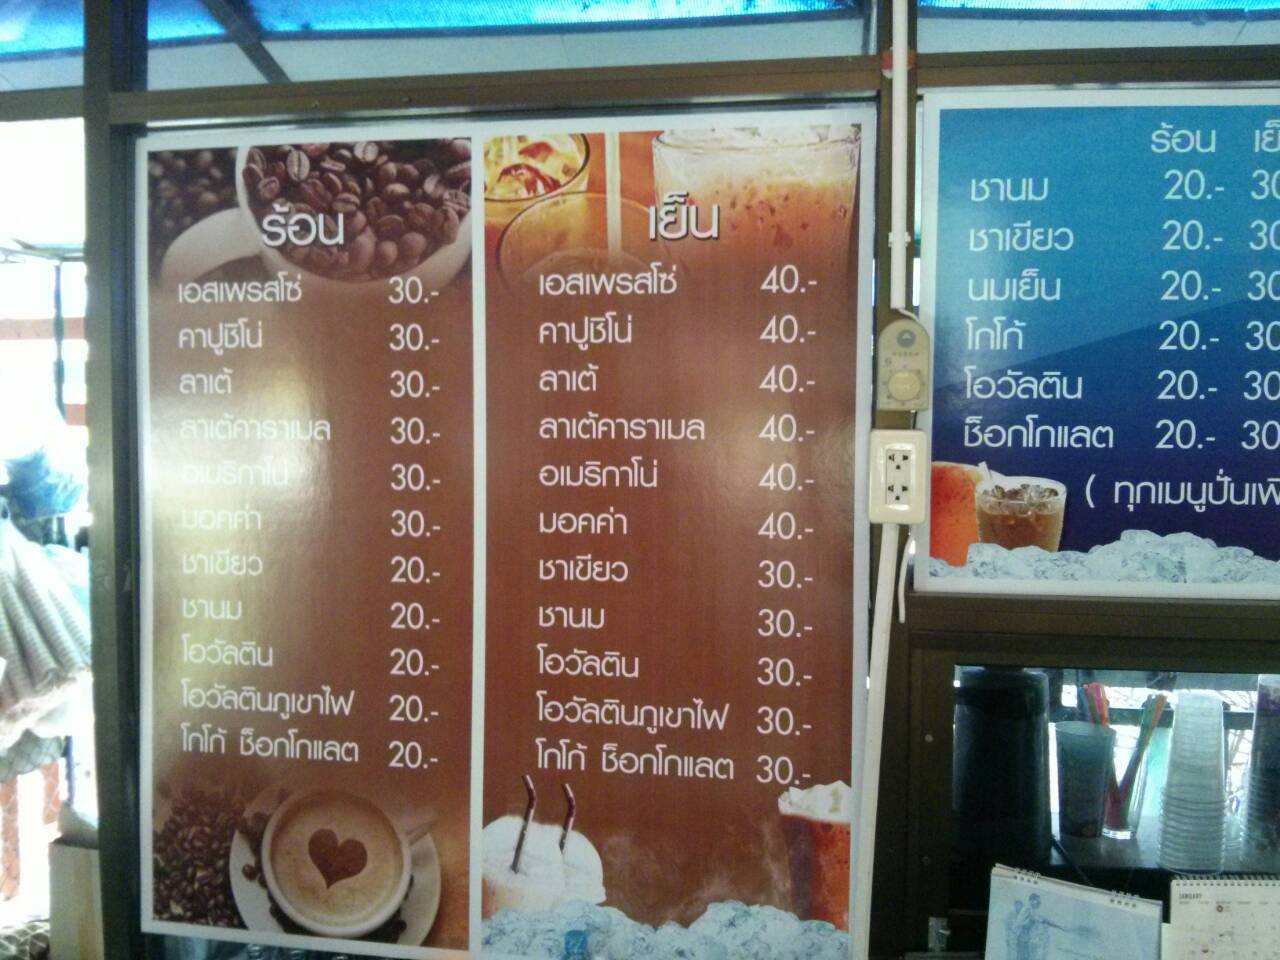 ร้อน
เอสเพรสโซ่ 30.-
คาปูชิโน่ 30.-
ลาเต้ 30.-
ลาเต้คาราเมล 30.-
อเมริกาโน่ 30.-
มอคค่า 30.-
ชาเขียว 20.-
ชานม 20.-
โอวัลติน 20.-
โอวัลตินภูเขาไฟ 20.-
โกโก้ ช็อกโกแลต 20.-
เย็น
เอสเพรสโซ่ 40.-
คาปูชิโน่ 40.-
ลาเต้ 40.-
ลาเต้คาราเมล 40.-
อเมริกาโน่ 40.-
มอคค่า 40.-
ชาเขียว 30.-
ชานม 30.-
โอวัลติน 30.-
โอวัลตินภูเขาไฟ 30.-
โกโก้ ช็อกโกแลต 30.-
ร้อน เย็
ชานม 20.- 30
ชาเขียว 20.- 30
นมเย็น 20.- 30
โกโก้ 20.- 30
โอวัลติน 20.- 30
ช็อกโกแลต 20.- 30
( ทุกเมนูปั่นเพิ
JANUARY